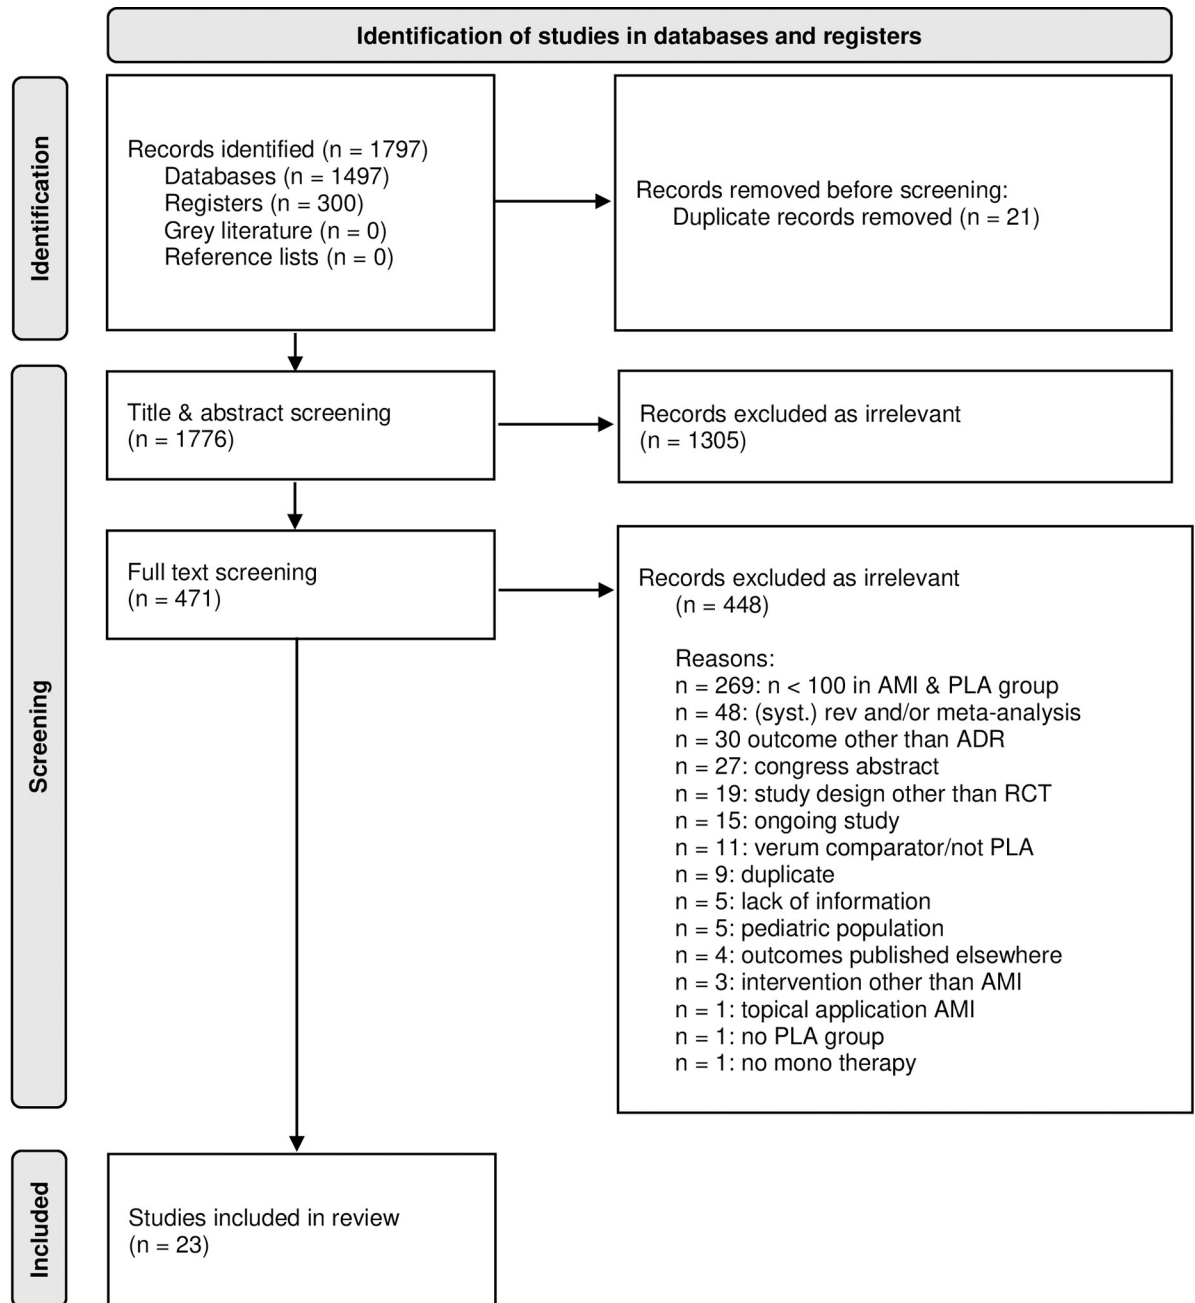 Identification of studies in databases and registers
Identification
Records identified (n = 1797)
Databases (n = 1497)
Registers (n = 300)
Grey literature (n = 0)
Reference lists (n = 0)
Records removed before screening:
Duplicate records removed (n = 21)
Screening
Title & abstract screening
(n = 1776)
Records excluded as irrelevant
(n = 1305)
Full text screening
(n = 471)
Records excluded as irrelevant
(n = 448)
Reasons:
n = 269: n < 100 in AMI & PLA group
n = 48: (syst.) rev and/or meta-analysis
n = 30 outcome other than ADR
n = 27: congress abstract
n = 19: study design other than RCT
n = 15: ongoing study
n = 11: verum comparator/not PLA
n = 9: duplicate
n = 5: lack of information
n = 5: pediatric population
n = 4: outcomes published elsewhere
n = 3: intervention other than AMI
n = 1: topical application AMI
n = 1: no PLA group
n = 1: no mono therapy
Included
Studies included in review
(n = 23)